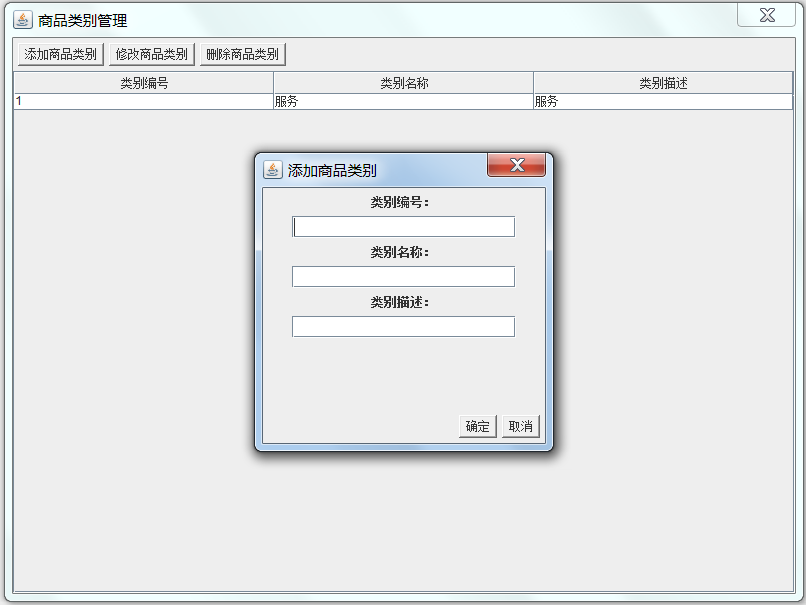 商品类别管理
添加商品类别 修改商品类别 删除商品类别
类别编号 类别名称 类别描述
1 服务 服务
添加商品类别
类别编号：
类别名称：
类别描述：
确定 取消